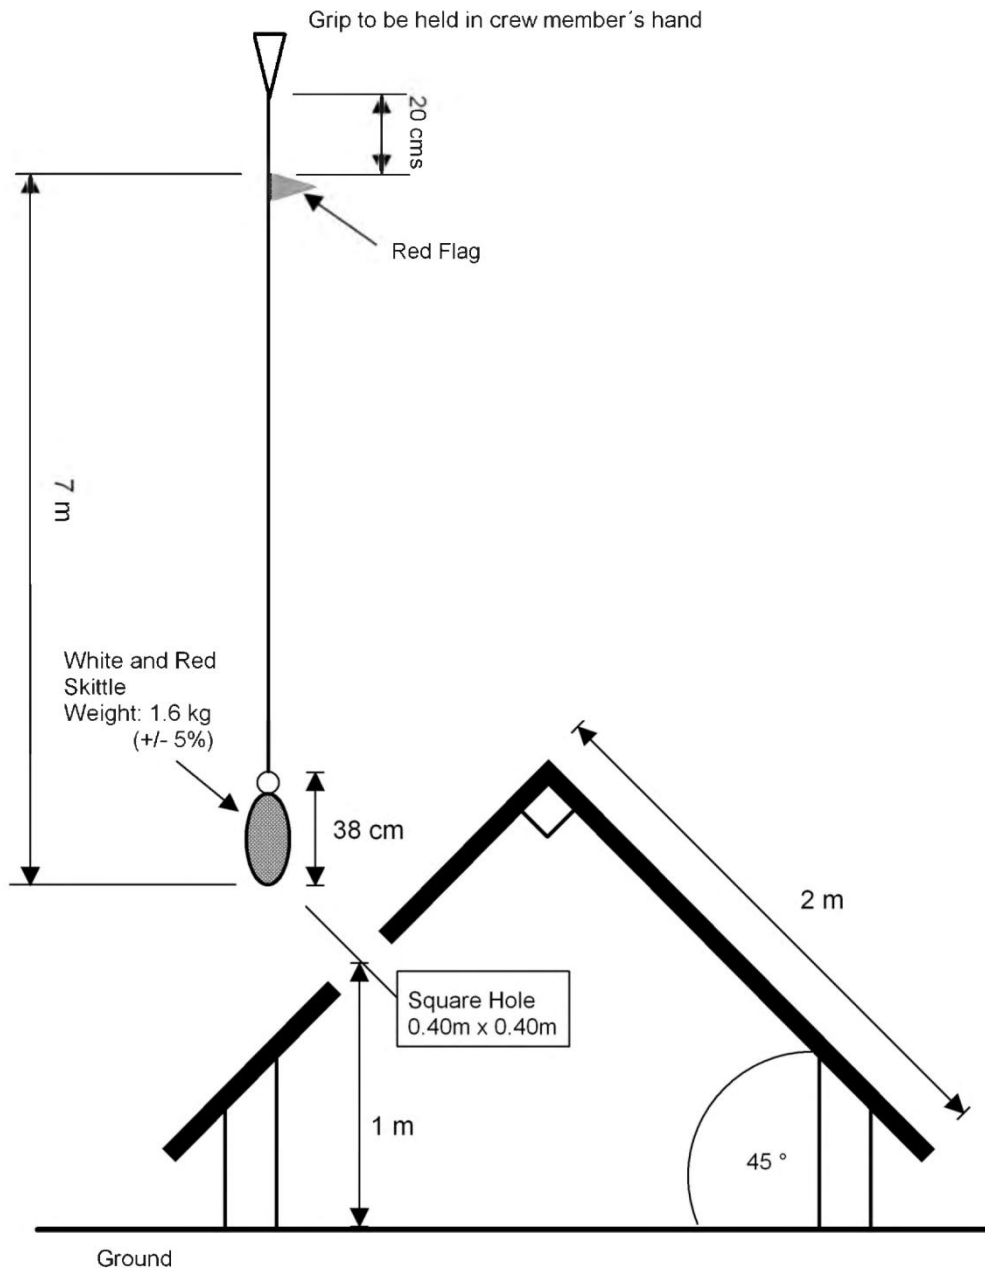 Grip to be held in crew member´s hand
20 cms
Red Flag
7 m
White and Red
Skittle
Weight: 1.6 kg
(+/- 5%)
38 cm
2 m
Square Hole
0.40m x 0.40m
1 m
45 °
Ground